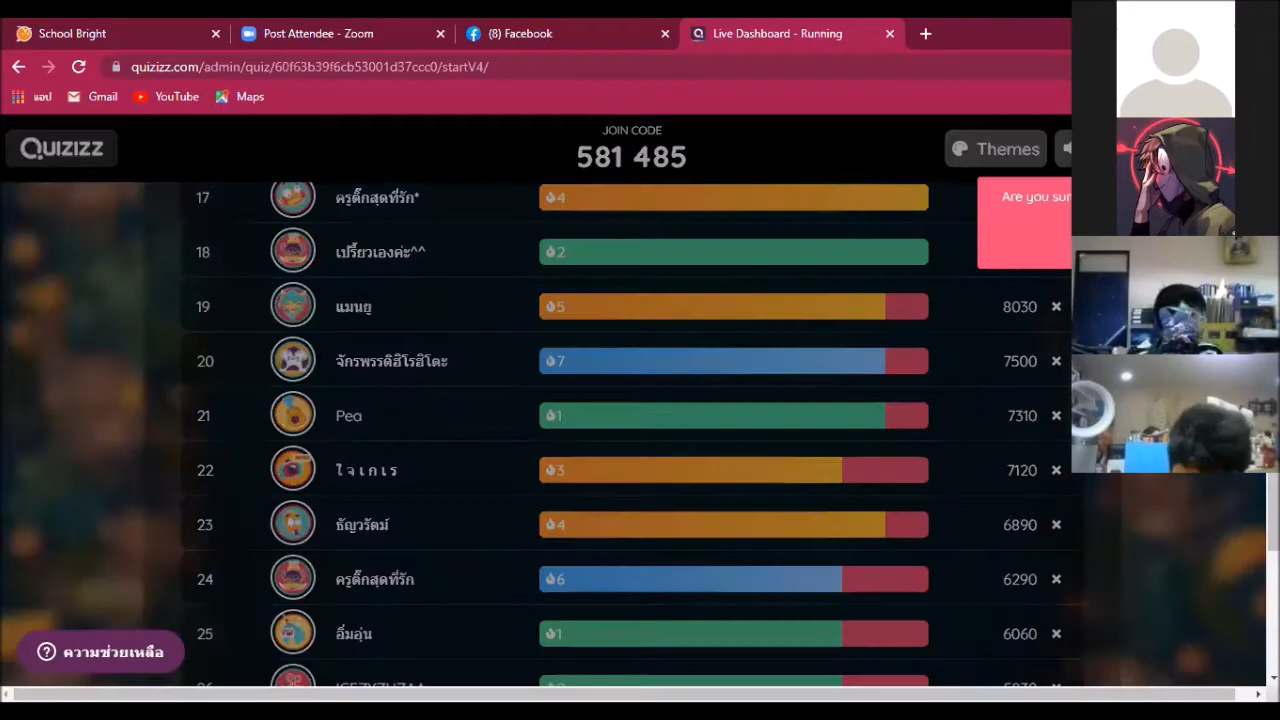 School Bright
Post Attendee - Zoom
(8) Facebook
Live Dashboard - Running
quizizz.com/admin/quiz/60f63b39f6cb53001d37ccc0/startV4/
แอป Gmail YouTube Maps
Quizizz
JOIN CODE
581 485
Themes
Are you sur
17 ครูติ๊กสุดที่รัก* 4
18 เปรี้ยวเองค่ะ^^ 2
19 แมนยู 5 8030
20 จักรพรรดิฮิโรฮิโตะ 7 7500
21 Pea 1 7310
22 ใ จ เ ก เ ร 3 7120
23 ธัญวรัตม์ 4 6890
24 ครูติ๊กสุดที่รัก 6 6290
25 อิ่มอุ่น 1 6060
ความช่วยเหลือ